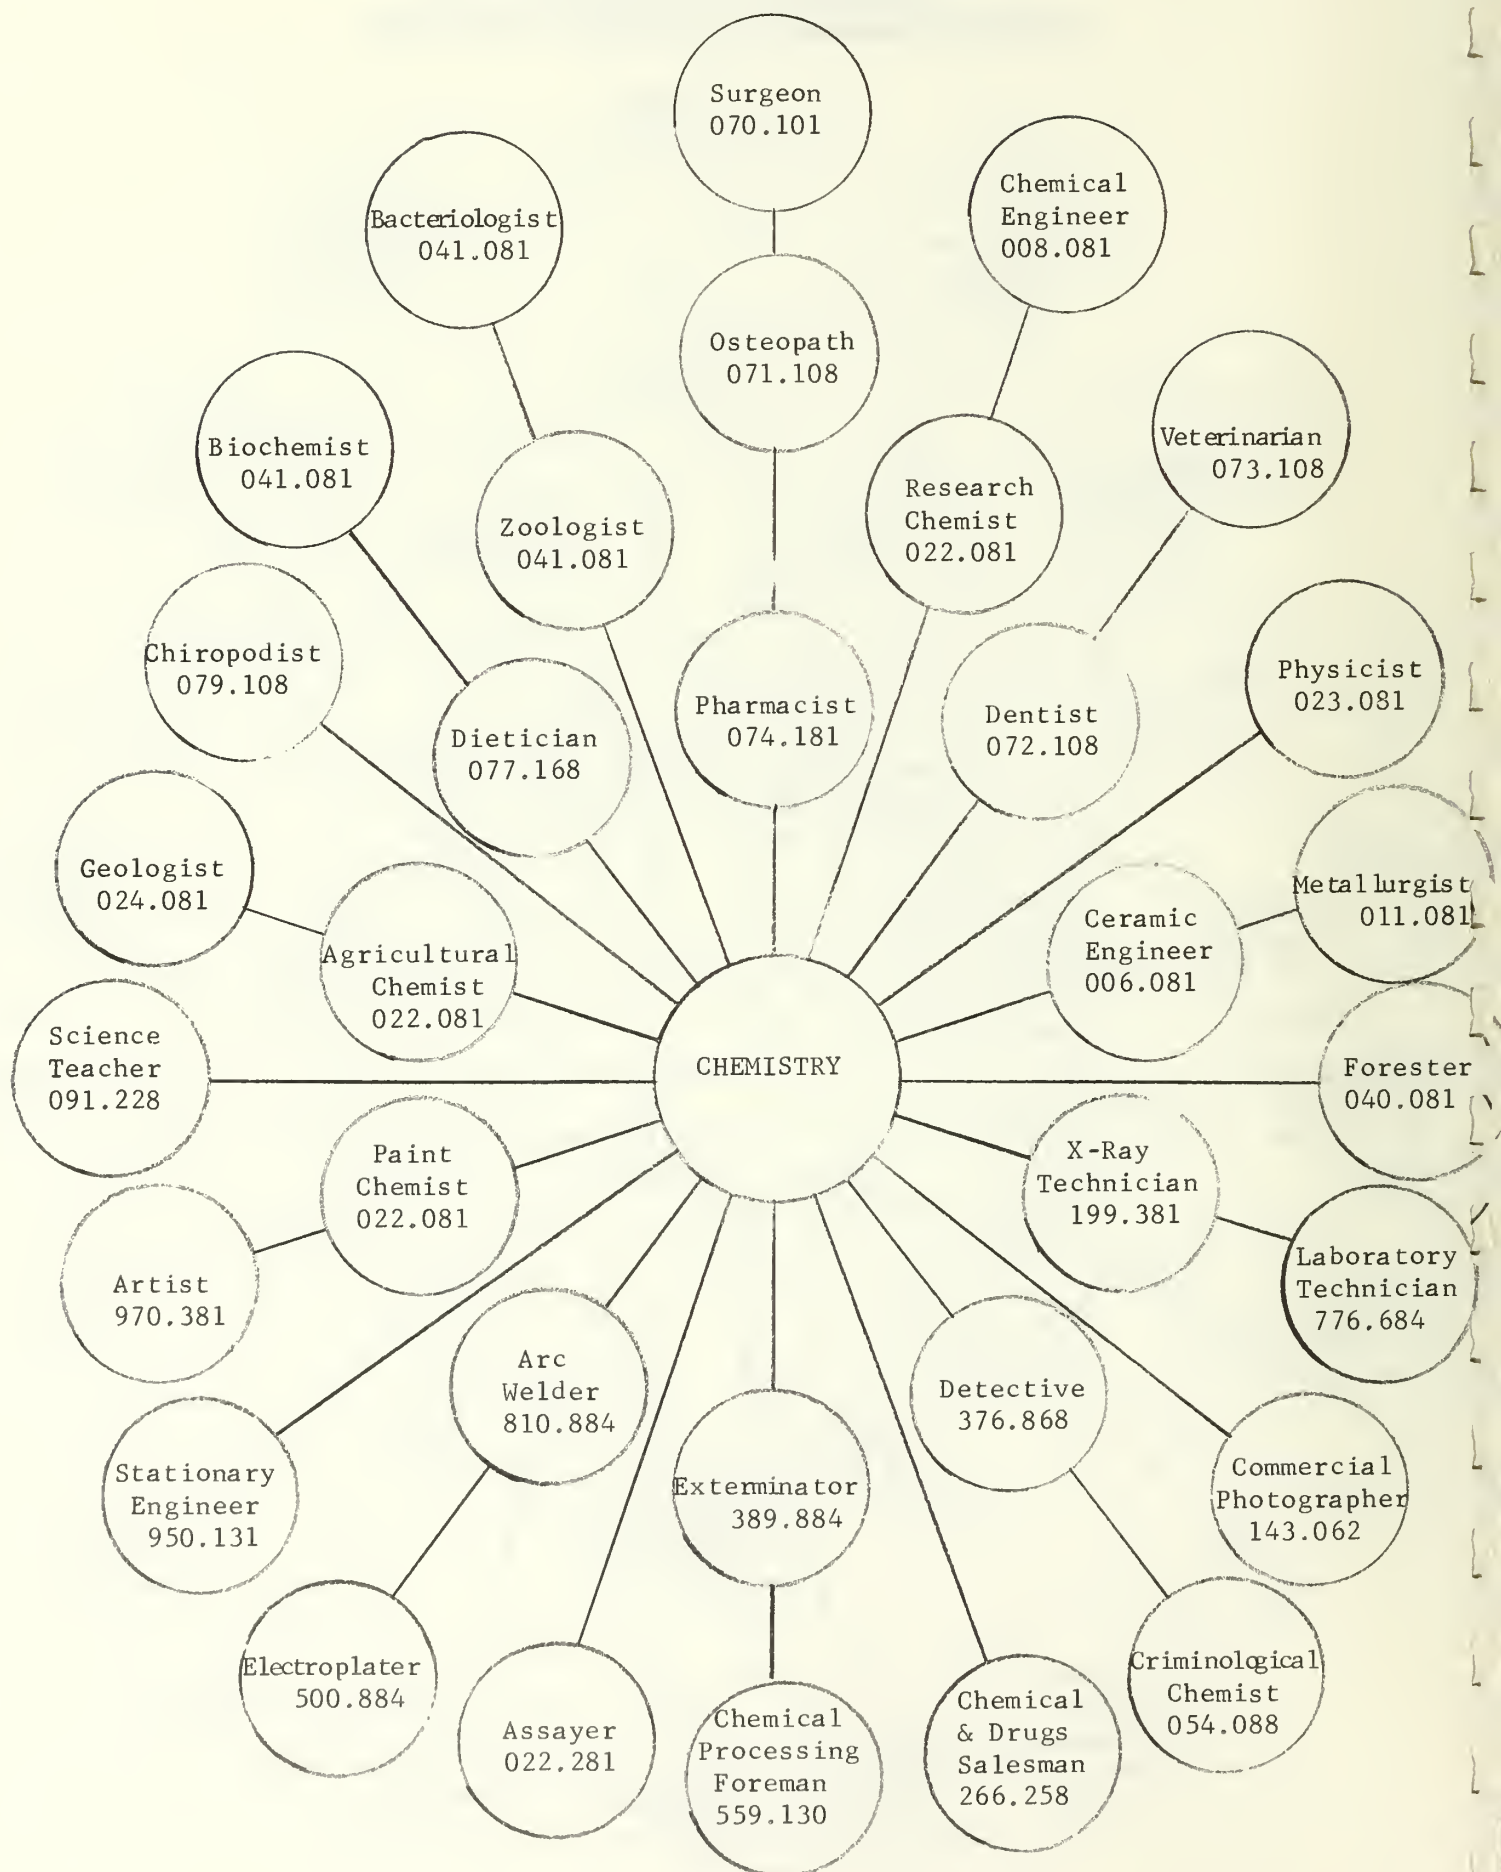 Surgeon
070.101
Chemical
Engineer
008.081
Bacteriologist
041.081
Osteopath
071.108
Veterinarian
073.108
Biochemist
041.081
Research
Chemist
022.081
Zoologist
041.081
Chiropodist
079.108
Physicist
023.081
Dietician
077.168
Pharmacist
074.181
Dentist
072.108
Geologist
024.081
Metallurgist
011.081
Agricultural
Chemist
022.081
Ceramic
Engineer
006.081
Science
Teacher
091.228
CHEMISTRY
Forester
040.081
Paint
Chemist
022.081
X-Ray
Technician
199.381
Artist
970.381
Laboratory
Technician
776.684
Arc
Welder
810.884
Detective
376.868
Stationary
Engineer
950.131
Exterminator
389.884
Commercial
Photographer
143.062
Electroplater
500.884
Criminological
Chemist
054.088
Assayer
022.281
Chemical
Processing
Foreman
559.130
Chemical
& Drugs
Salesman
266.258